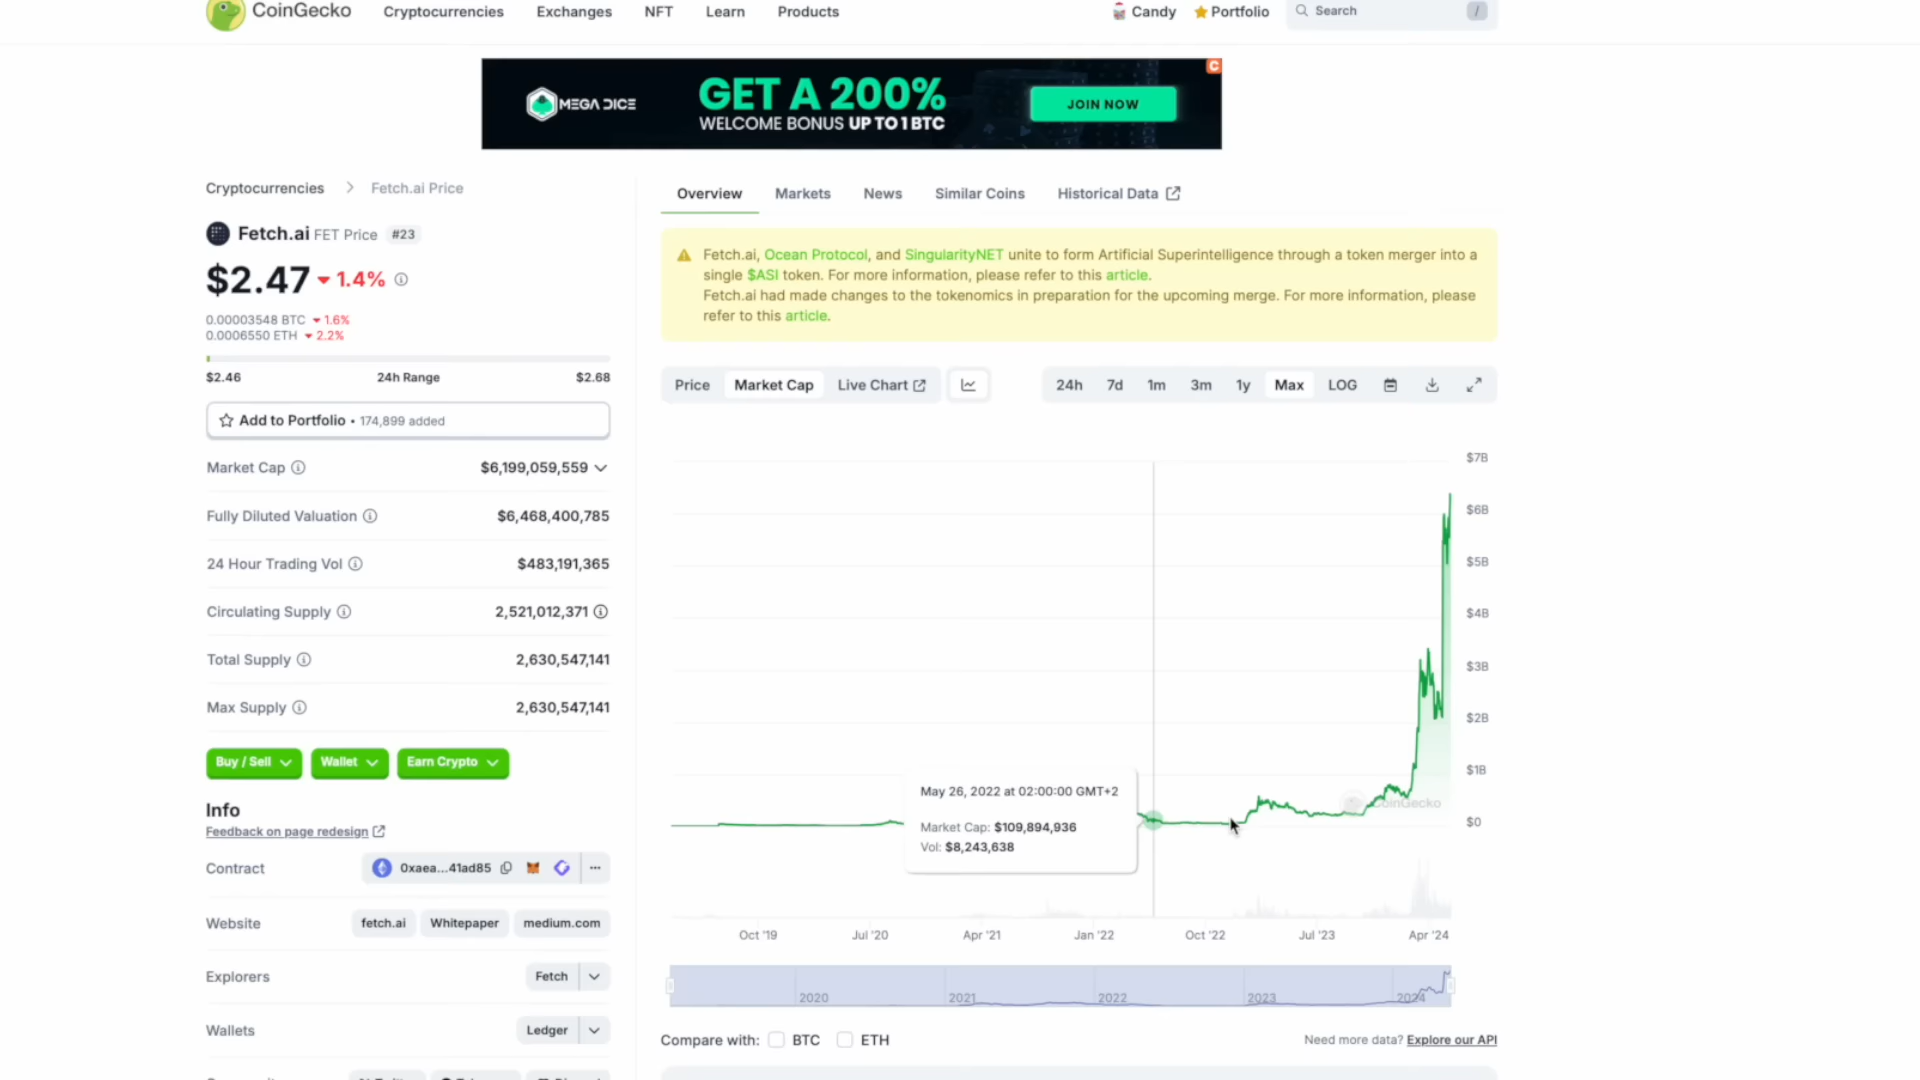 CoinGecko
Cryptocurrencies Exchanges NFT Learn Products
Candy Portfolio Search /
MEGA DICE
GET A 200%
WELCOME BONUS UP TO 1 BTC
JOIN NOW
C
Cryptocurrencies > Fetch.ai Price
Fetch.ai FET Price #23
$2.47 1.4%
0.00003548 BTC 1.6%
0.0006550 ETH 2.2%
$2.46 24h Range $2.68
Add to Portfolio • 174,899 added
Market Cap $6,199,059,559
Fully Diluted Valuation $6,468,400,785
24 Hour Trading Vol $483,191,365
Circulating Supply 2,521,012,371
Total Supply 2,630,547,141
Max Supply 2,630,547,141
Buy / Sell Wallet Earn Crypto
Info
Feedback on page redesign
Contract 0xaea...41ad85 ...
Website fetch.ai Whitepaper medium.com
Explorers Fetch
Wallets Ledger
Overview Markets News Similar Coins Historical Data
Fetch.ai, Ocean Protocol, and SingularityNET unite to form Artificial Superintelligence through a token merger into a
single $ASI token. For more information, please refer to this article.
Fetch.ai had made changes to the tokenomics in preparation for the upcoming merge. For more information, please
refer to this article.
Price Market Cap Live Chart
24h 7d 1m 3m 1y Max LOG
$7B
$6B
$5B
$4B
$3B
$2B
$1B
$0
CoinGecko
May 26, 2022 at 02:00:00 GMT+2
Market Cap: $109,894,936
Vol: $8,243,638
Oct '19 Jul '20 Apr '21 Jan '22 Oct '22 Jul '23 Apr '24
2020 2021 2022 2023 2024
Compare with: BTC ETH
Need more data? Explore our API